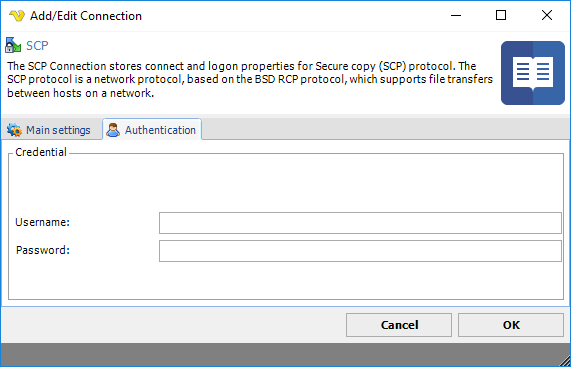 Add/Edit Connection
SCP
The SCP Connection stores connect and logon properties for Secure copy (SCP) protocol. The
SCP protocol is a network protocol, based on the BSD RCP protocol, which supports file transfers
between hosts on a network.
Main settings Authentication
Credential
Username:
Password:
Cancel OK